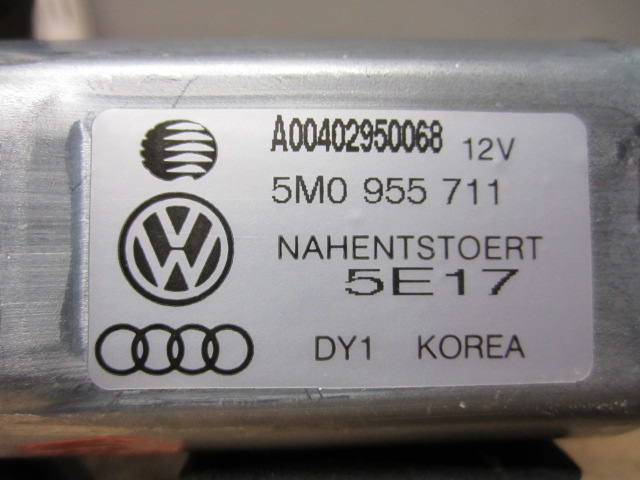 A00402950068 12V
5M0 955 711
NAHENTSTOERT
5E17
DY1 KOREA